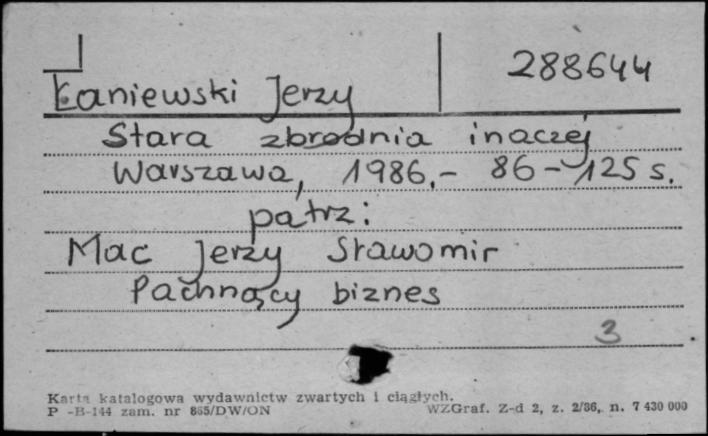 288644
Łaniewski Jerzy
Stara zbrodnia inaczej
Warszawa, 1986.- 86-125 s.
patrz:
Mac Jerzy Sławomir
Pachnący biznes
3
Karta katalogowa wydawnictw zwartych i ciągłych.
P -B-144 zam. nr 865/DW/ON
WZGraf. Z-d 2, z. 2/86, n. 7 430 000